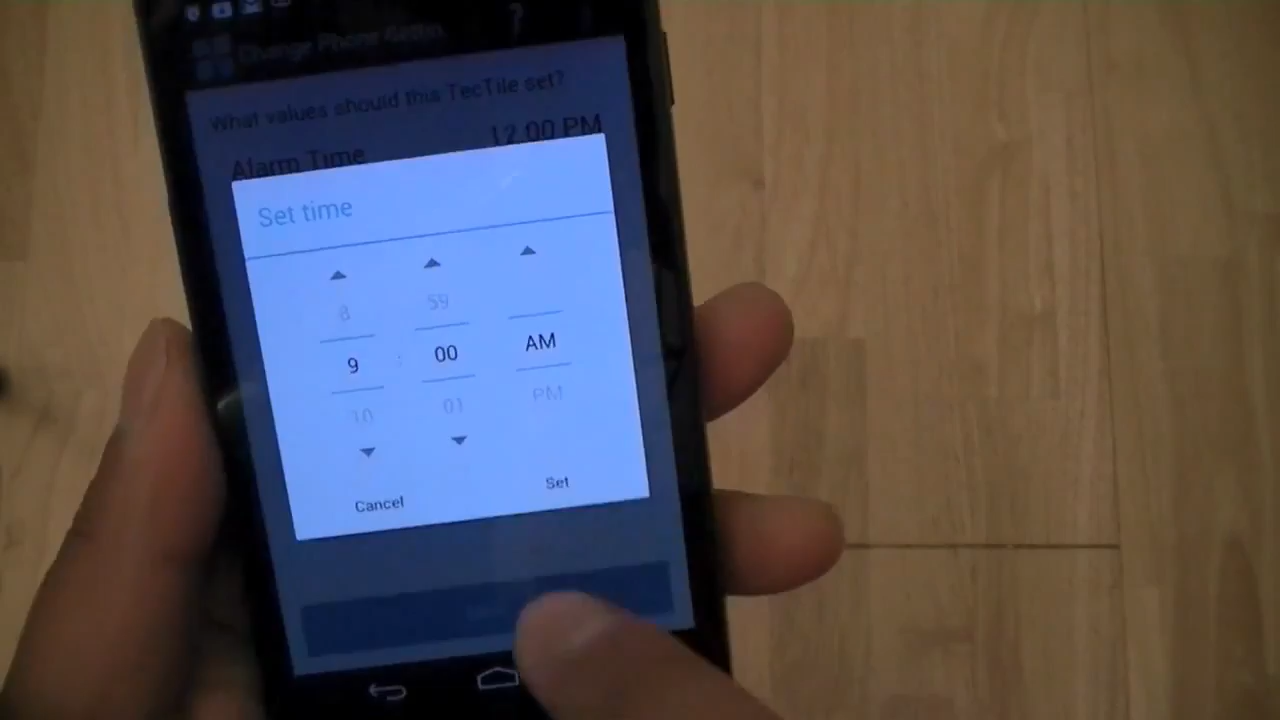 Change Phone
What values should this TecTile set?
Alarm Time 12:00 PM
Set time
8 59
9 : 00 AM
10 01 PM
Cancel Set